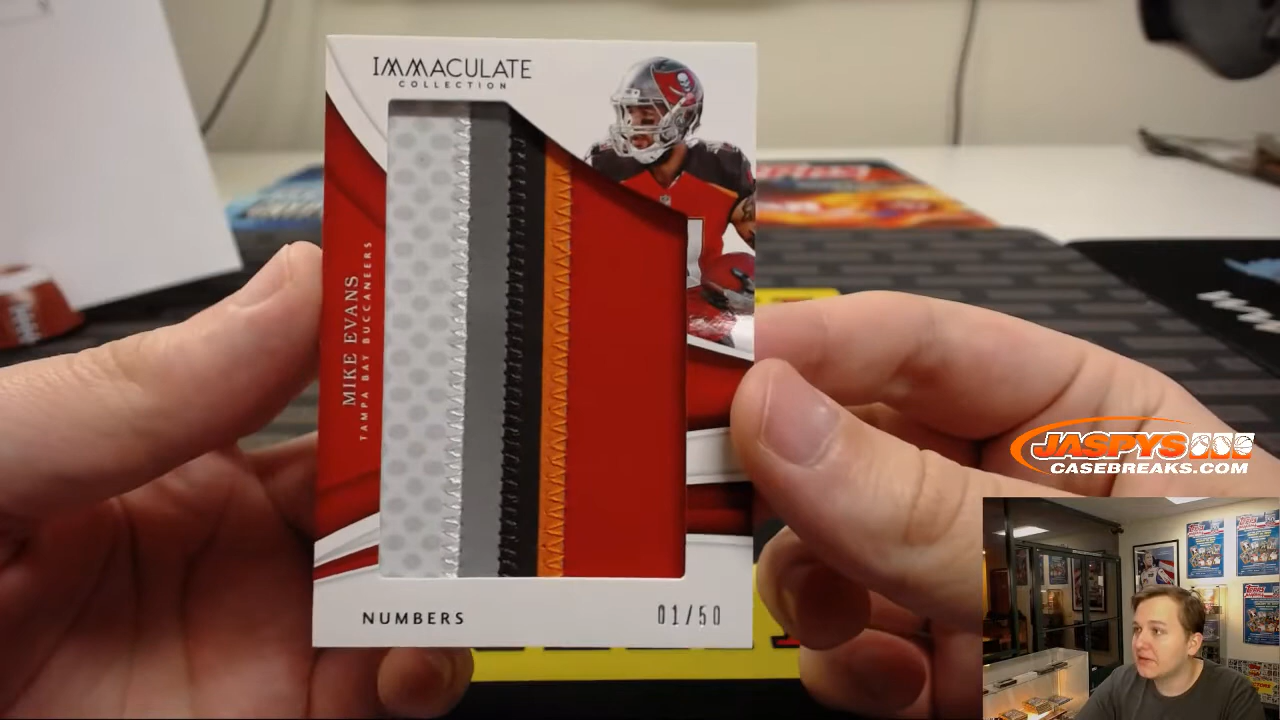 IMMACULATE
COLLECTION
MIKE EVANS
TAMPA BAY BUCCANEERS
NUMBERS
01/50
JASPYS
CASEBREAKS.COM